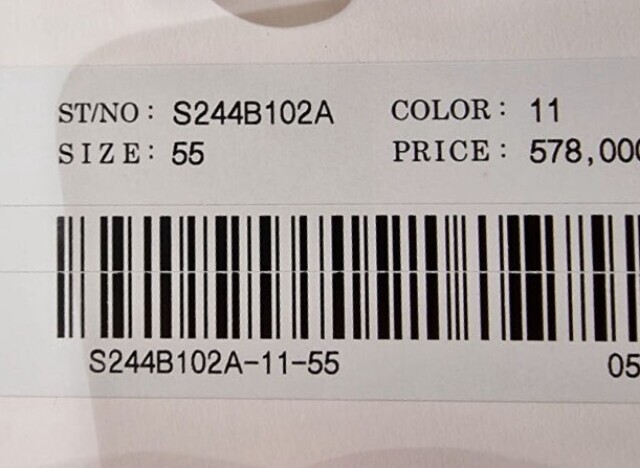 ST/NO : S244B102A COLOR : 11
SIZE : 55 PRICE : 578,000
S244B102A-11-55 05